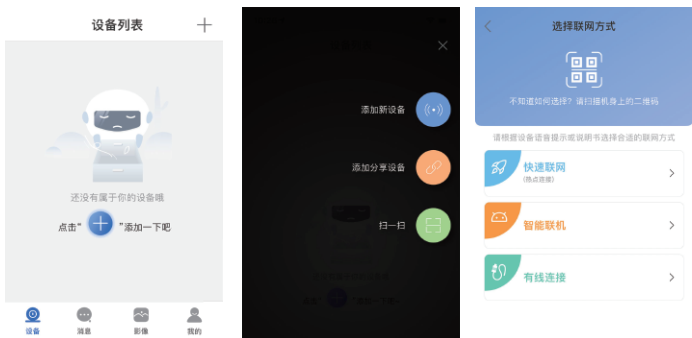 设备列表
还没有属于你的设备哦
点击“ ”添加一下吧
设备
消息
影像
我的
添加新设备
添加分享设备
扫一扫
选择联网方式
不知道如何选择？请扫描机身上的二维码
请根据设备语音提示或说明书选择合适的联网方式
快速联网
(热点连接)
智能联机
有线连接